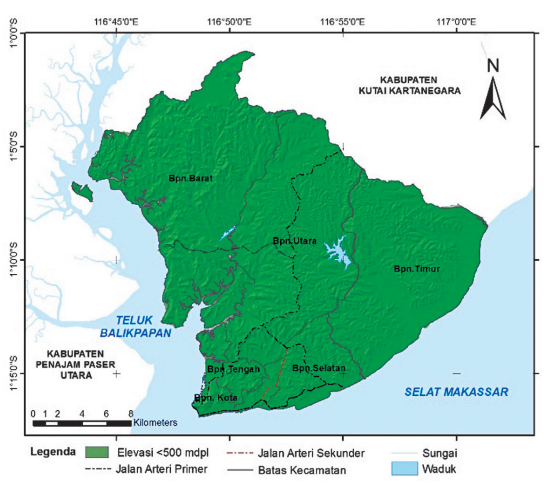 116°45'0"E 116°50'0"E 116°55'0"E 117°0'0"E
1°0'0"S
KABUPATEN
KUTAI KARTANEGARA
N
1°5'0"S
Bpn.Barat
Bpn.Utara
1°10'0"S
Bpn.Timur
TELUK
BALIKPAPAN
KABUPATEN
PENAJAM PASER
UTARA
1°15'0"S
Bpn.Tengah
Bpn.Selatan
Bpn. Kota
SELAT MAKASSAR
0 1 2 4 6 8 Kilometers
Legenda
Elevasi <500 mdpl
Jalan Arteri Sekunder
Sungai
Jalan Arteri Primer
Batas Kecamatan
Waduk